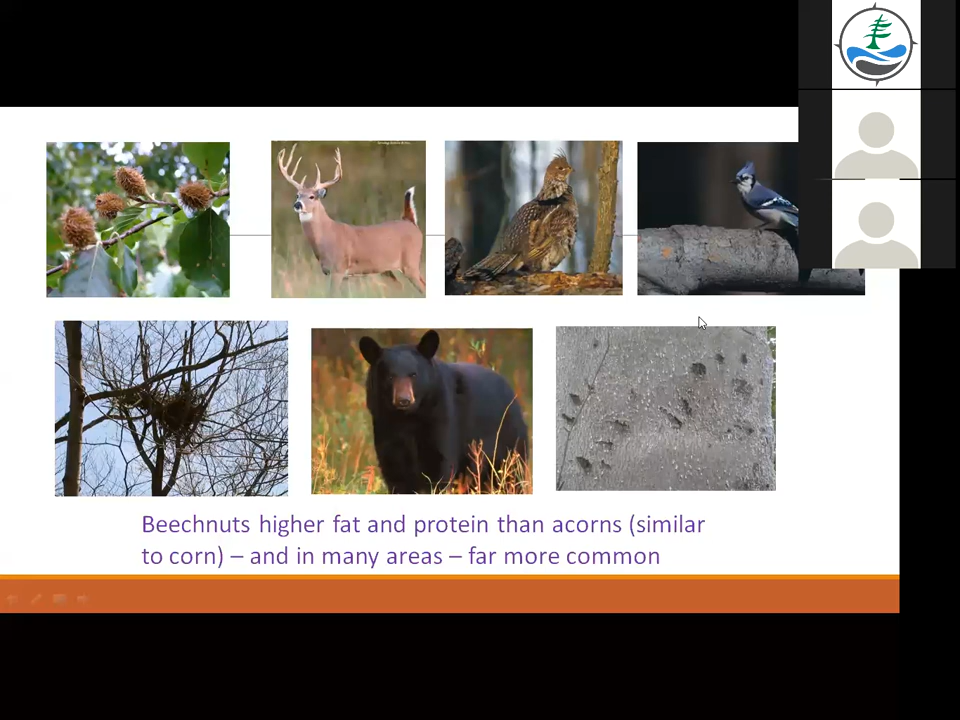 Beechnuts higher fat and protein than acorns (similar
to corn) – and in many areas – far more common